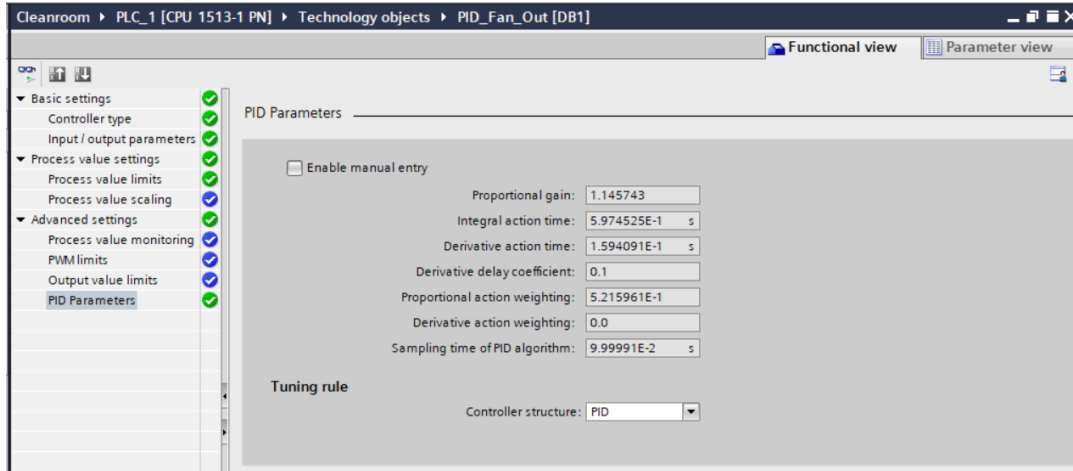 Cleanroom ▸ PLC_1 [CPU 1513-1 PN] ▸ Technology objects ▸ PID_Fan_Out [DB1]
Functional view
Parameter view
Basic settings
Controller type
Input / output parameters
Process value settings
Process value limits
Process value scaling
Advanced settings
Process value monitoring
PWM limits
Output value limits
PID Parameters
PID Parameters
Enable manual entry
Proportional gain: 1.145743
Integral action time: 5.974525E-1 s
Derivative action time: 1.594091E-1 s
Derivative delay coefficient: 0.1
Proportional action weighting: 5.215961E-1
Derivative action weighting: 0.0
Sampling time of PID algorithm: 9.99991E-2 s
Tuning rule
Controller structure: PID